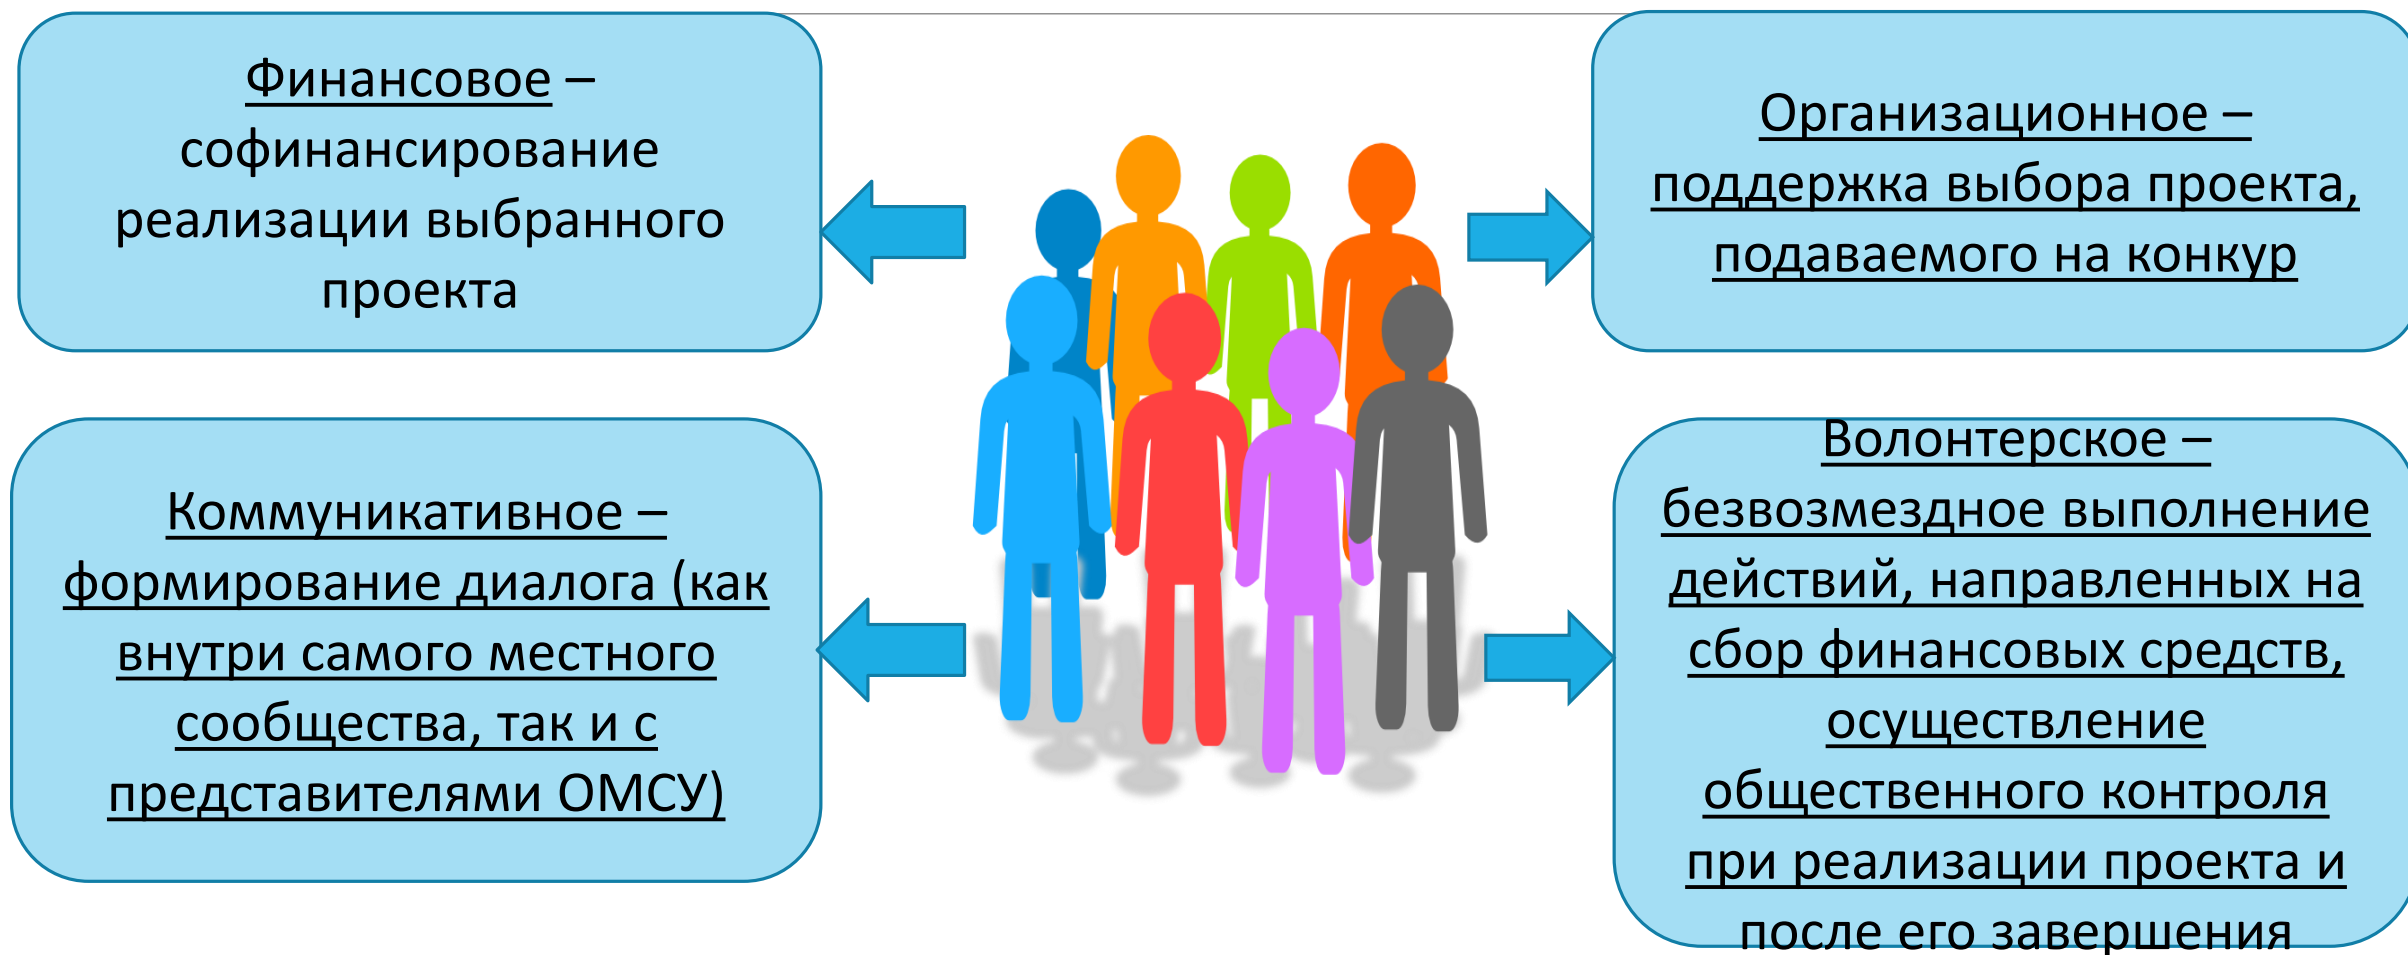 Финансовое –
софинансирование
реализации выбранного
проекта
Организационное –
поддержка выбора проекта,
подаваемого на конкур
Коммуникативное –
формирование диалога (как
внутри самого местного
сообщества, так и с
представителями ОМСУ)
Волонтерское –
безвозмездное выполнение
действий, направленных на
сбор финансовых средств,
осуществление
общественного контроля
при реализации проекта и
после его завершения